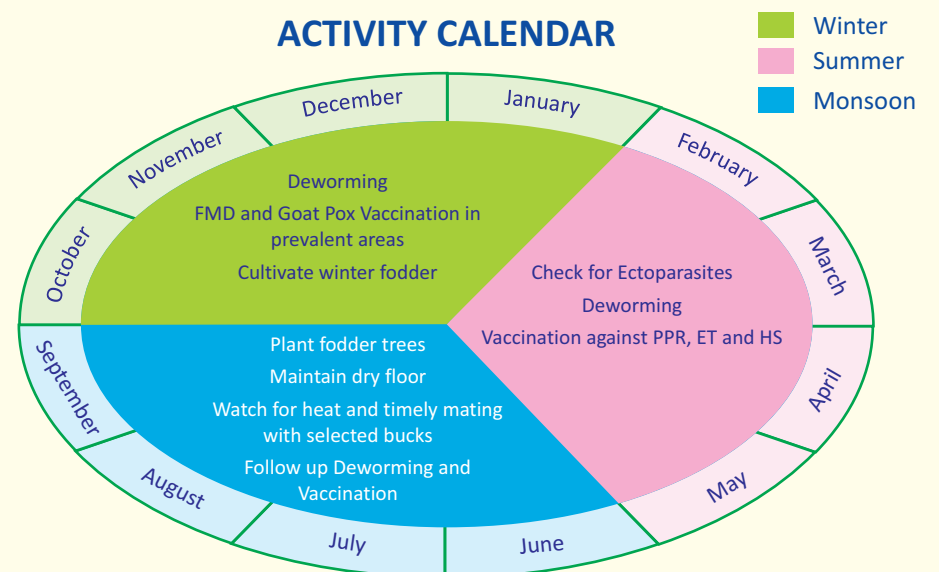 ACTIVITY CALENDAR
Winter
Summer
Monsoon
January
February
March
April
May
June
July
August
September
October
November
December
Deworming
FMD and Goat Pox Vaccination in
prevalent areas
Cultivate winter fodder
Check for Ectoparasites
Deworming
Vaccination against PPR, ET and HS
Plant fodder trees
Maintain dry floor
Watch for heat and timely mating
with selected bucks
Follow up Deworming and
Vaccination